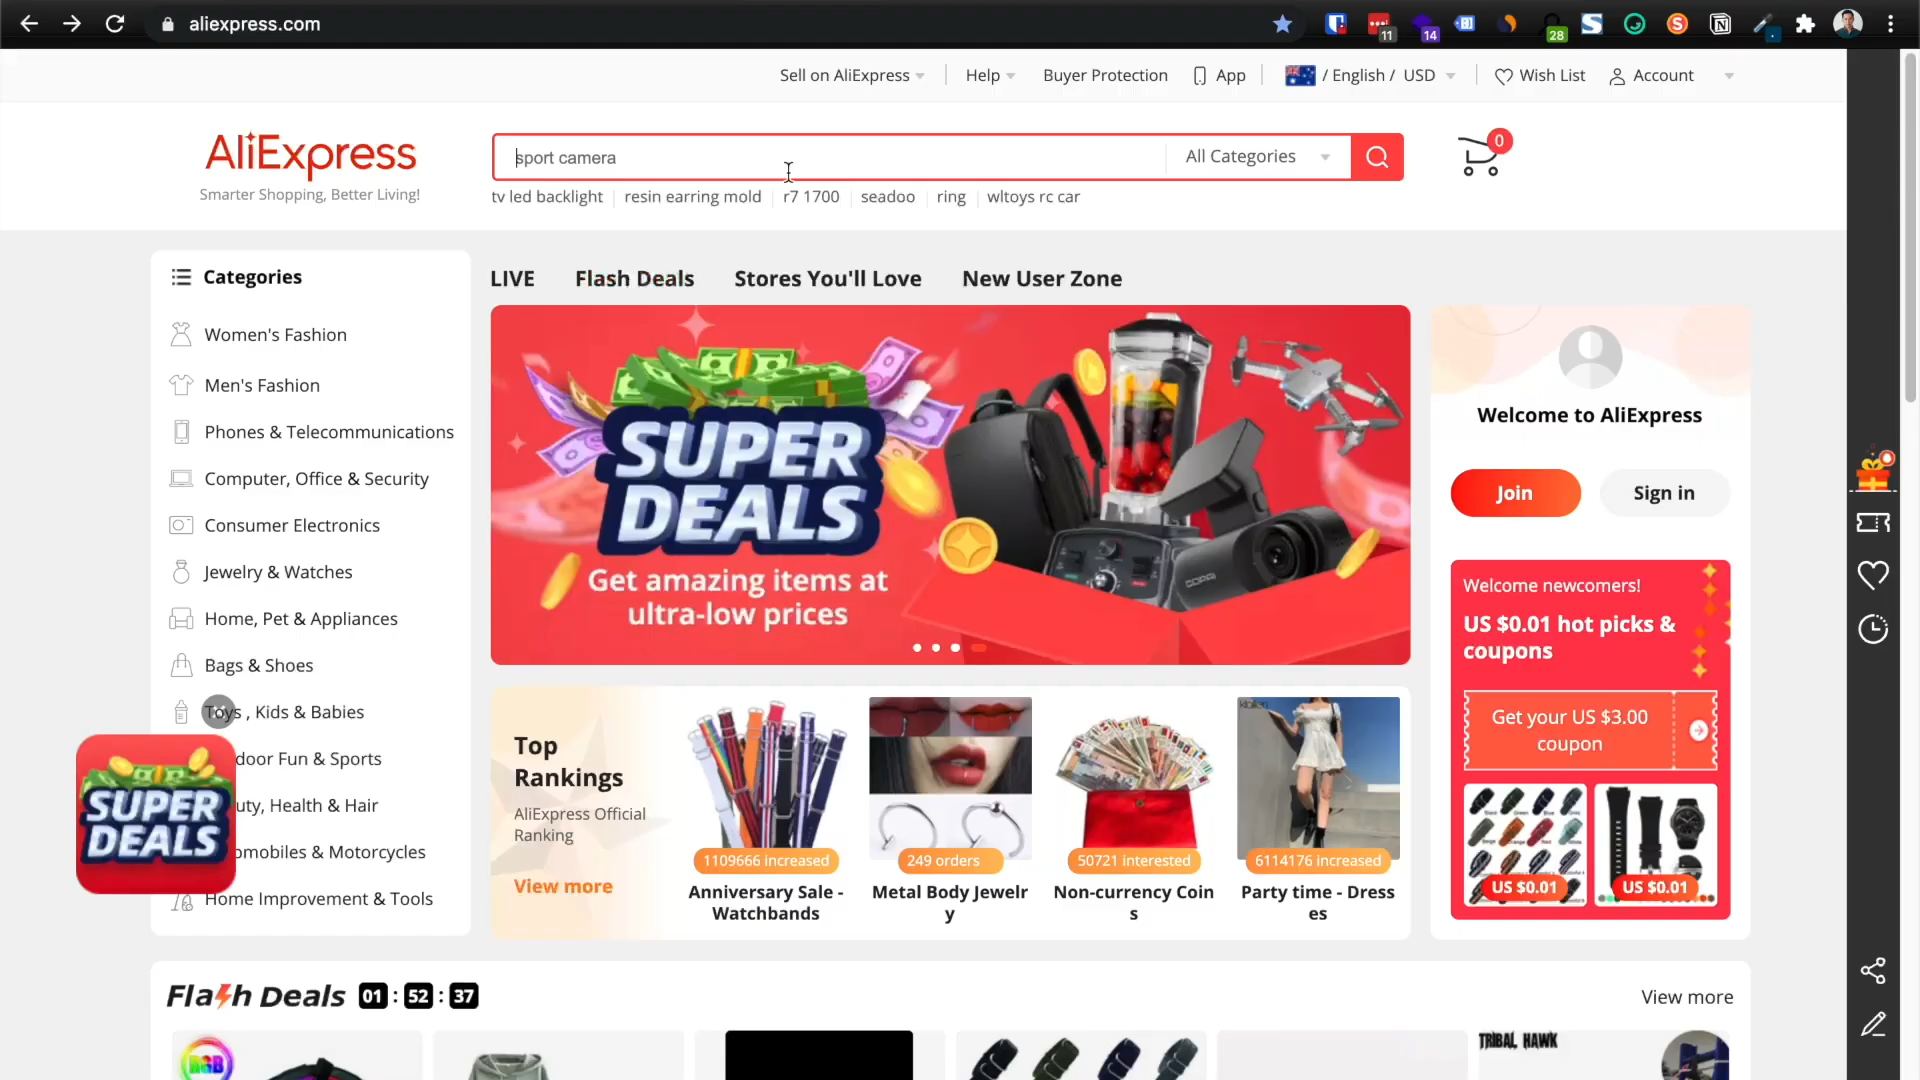 aliexpress.com
11
14
28
Sell on AliExpress
Help
Buyer Protection
App
/ English / USD
Wish List
Account
AliExpress
Smarter Shopping, Better Living!
sport camera
All Categories
0
tv led backlight
resin earring mold
r7 1700
seadoo
ring
wltoys rc car
Categories
Women's Fashion
Men's Fashion
Phones & Telecommunications
Computer, Office & Security
Consumer Electronics
Jewelry & Watches
Home, Pet & Appliances
Bags & Shoes
Toys , Kids & Babies
door Fun & Sports
uty, Health & Hair
omobiles & Motorcycles
Home Improvement & Tools
SUPER
DEALS
LIVE
Flash Deals
Stores You'll Love
New User Zone
SUPER
DEALS
Get amazing items at
ultra-low prices
Welcome to AliExpress
Join
Sign in
Welcome newcomers!
US $0.01 hot picks &
coupons
Get your US $3.00
coupon
US $0.01
US $0.01
Top
Rankings
AliExpress Official
Ranking
View more
1109666 increased
Anniversary Sale -
Watchbands
249 orders
Metal Body Jewelr
y
50721 interested
Non-currency Coin
s
6114176 increased
Party time - Dress
es
Flash Deals
01 : 52 : 37
View more
RGB
TRIBAL HAWK